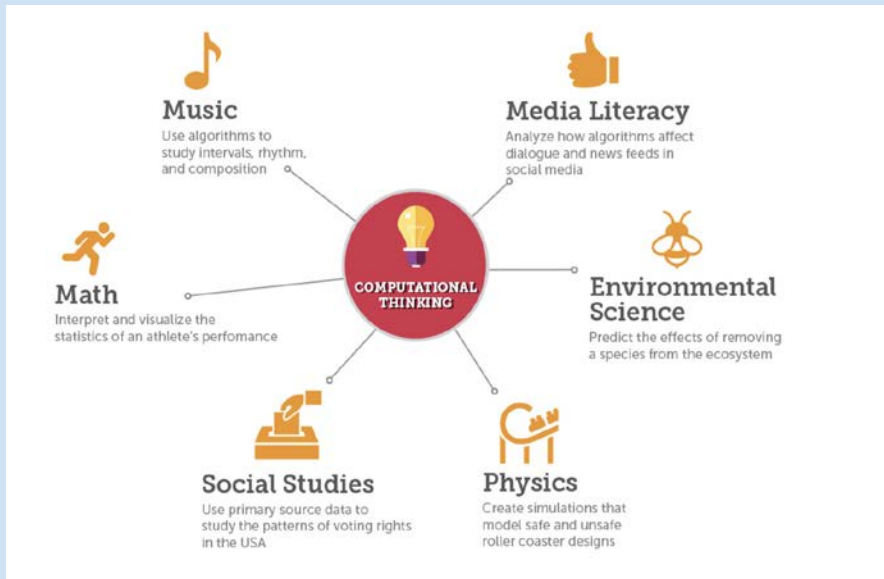 Music
Use algorithms to
study intervals, rhythm,
and composition
Media Literacy
Analyze how algorithms affect
dialogue and news feeds in
social media
COMPUTATIONAL
THINKING
Math
Interpret and visualize the
statistics of an athlete's perfomance
Environmental
Science
Predict the effects of removing
a species from the ecosystem
Social Studies
Use primary source data to
study the patterns of voting rights
in the USA
Physics
Create simulations that
model safe and unsafe
roller coaster designs